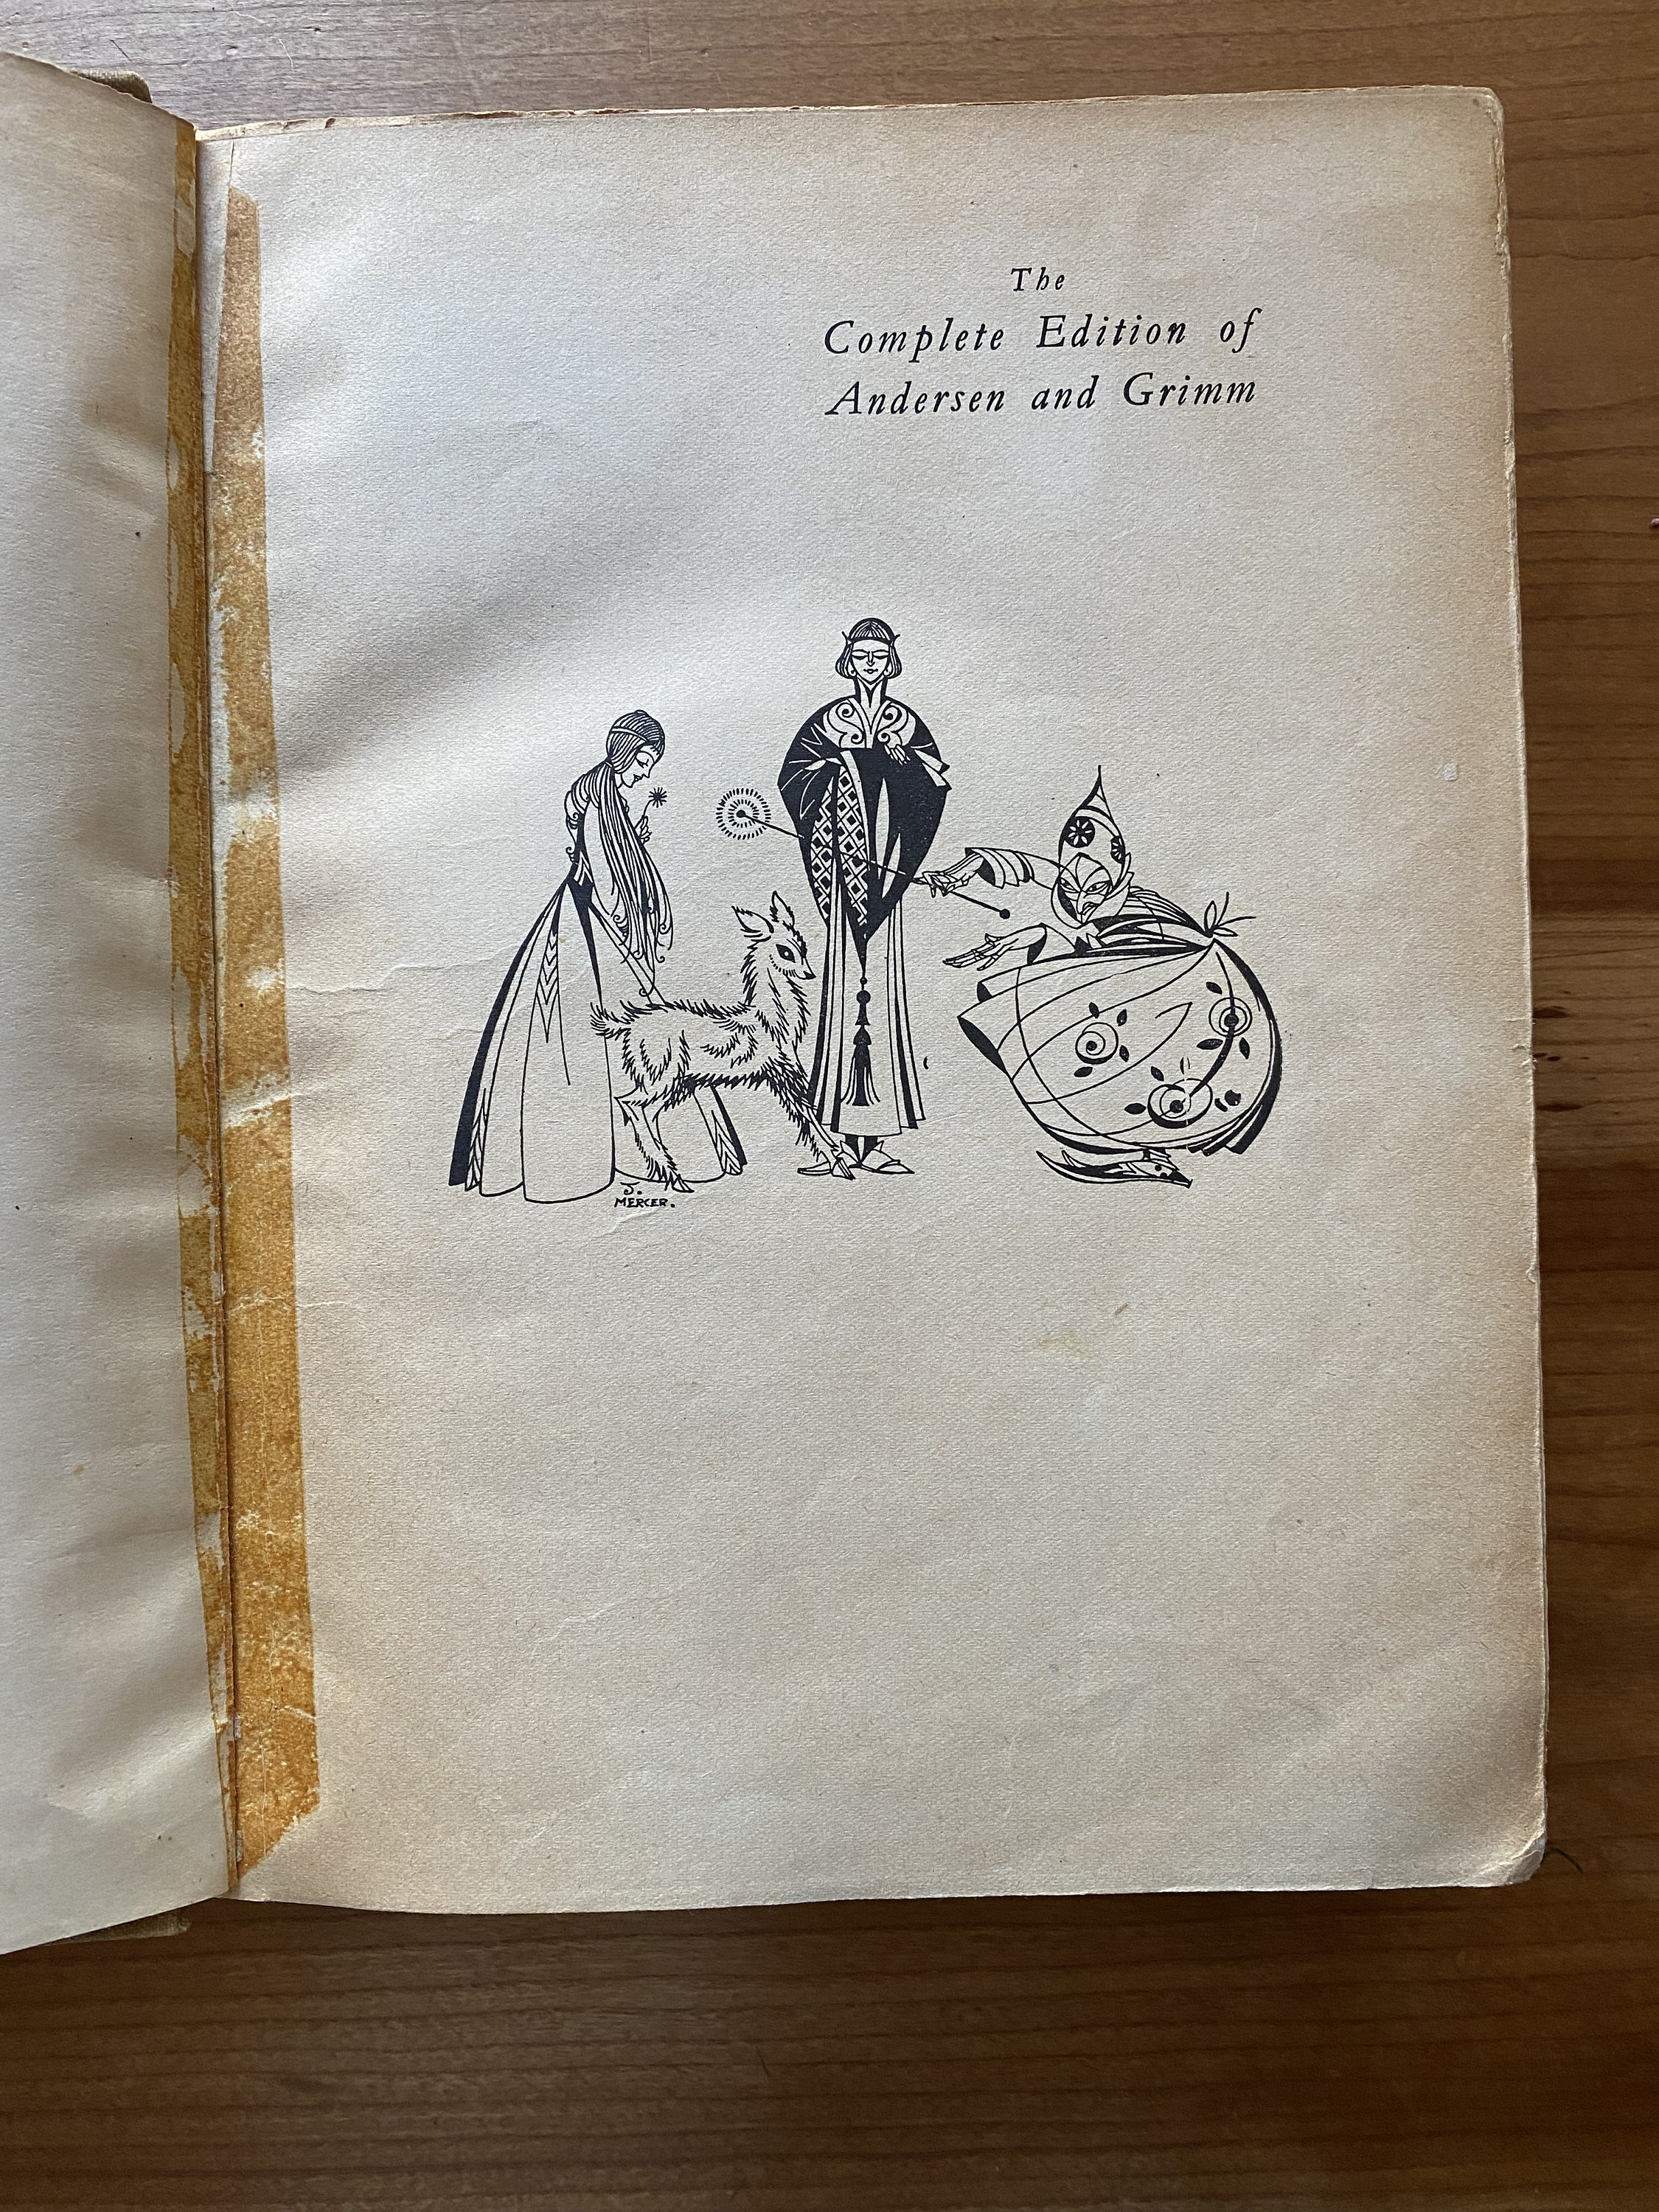 The
Complete Edition of
Andersen and Grimm
J.
MERCER.